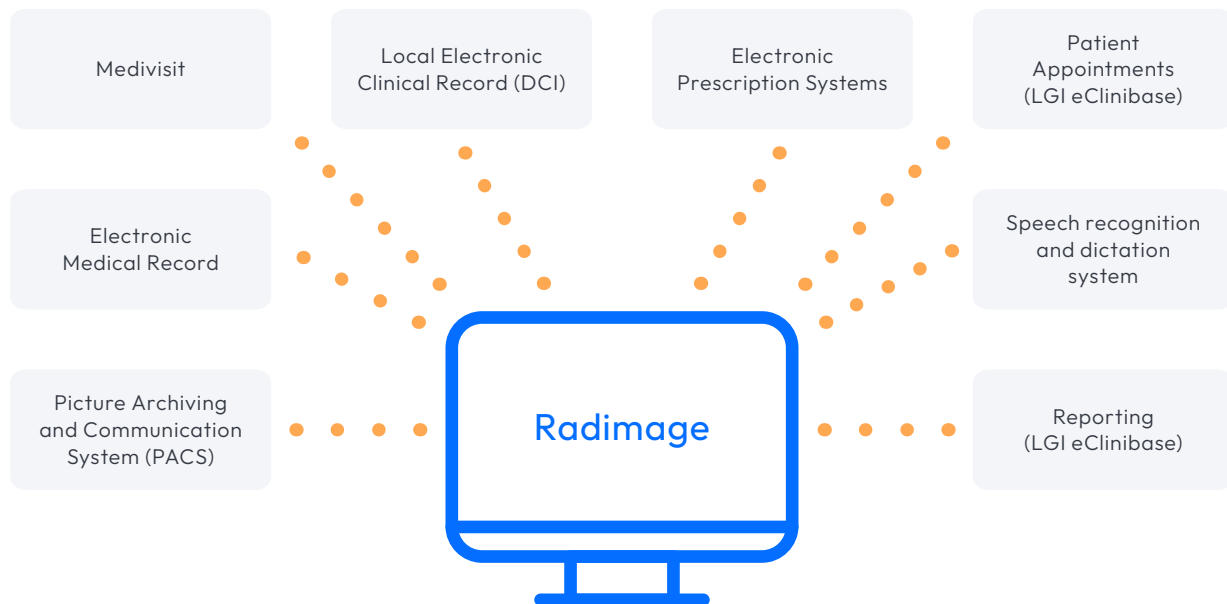 Medivisit
Local Electronic
Clinical Record (DCI)
Electronic
Prescription Systems
Patient
Appointments
(LGI eClinibase)
Electronic
Medical Record
Speech recognition
and dictation
system
Picture Archiving
and Communication
System (PACS)
Radimage
Reporting
(LGI eClinibase)